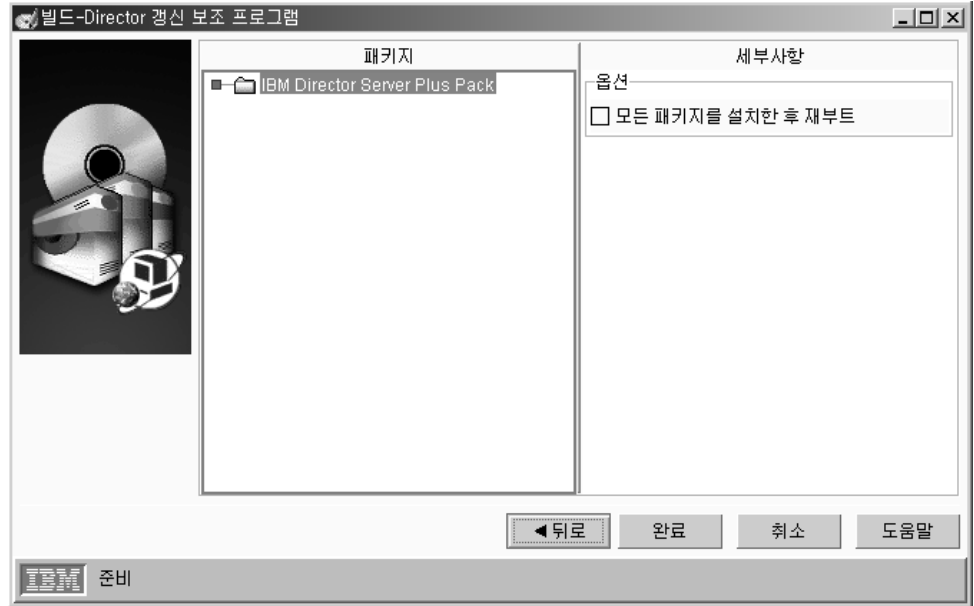 빌드-Director 갱신 보조 프로그램
패키지
세부사항
IBM Director Server Plus Pack
옵션
모든 패키지를 설치한 후 재부트
◀뒤로
완료
취소
도움말
IBM
준비